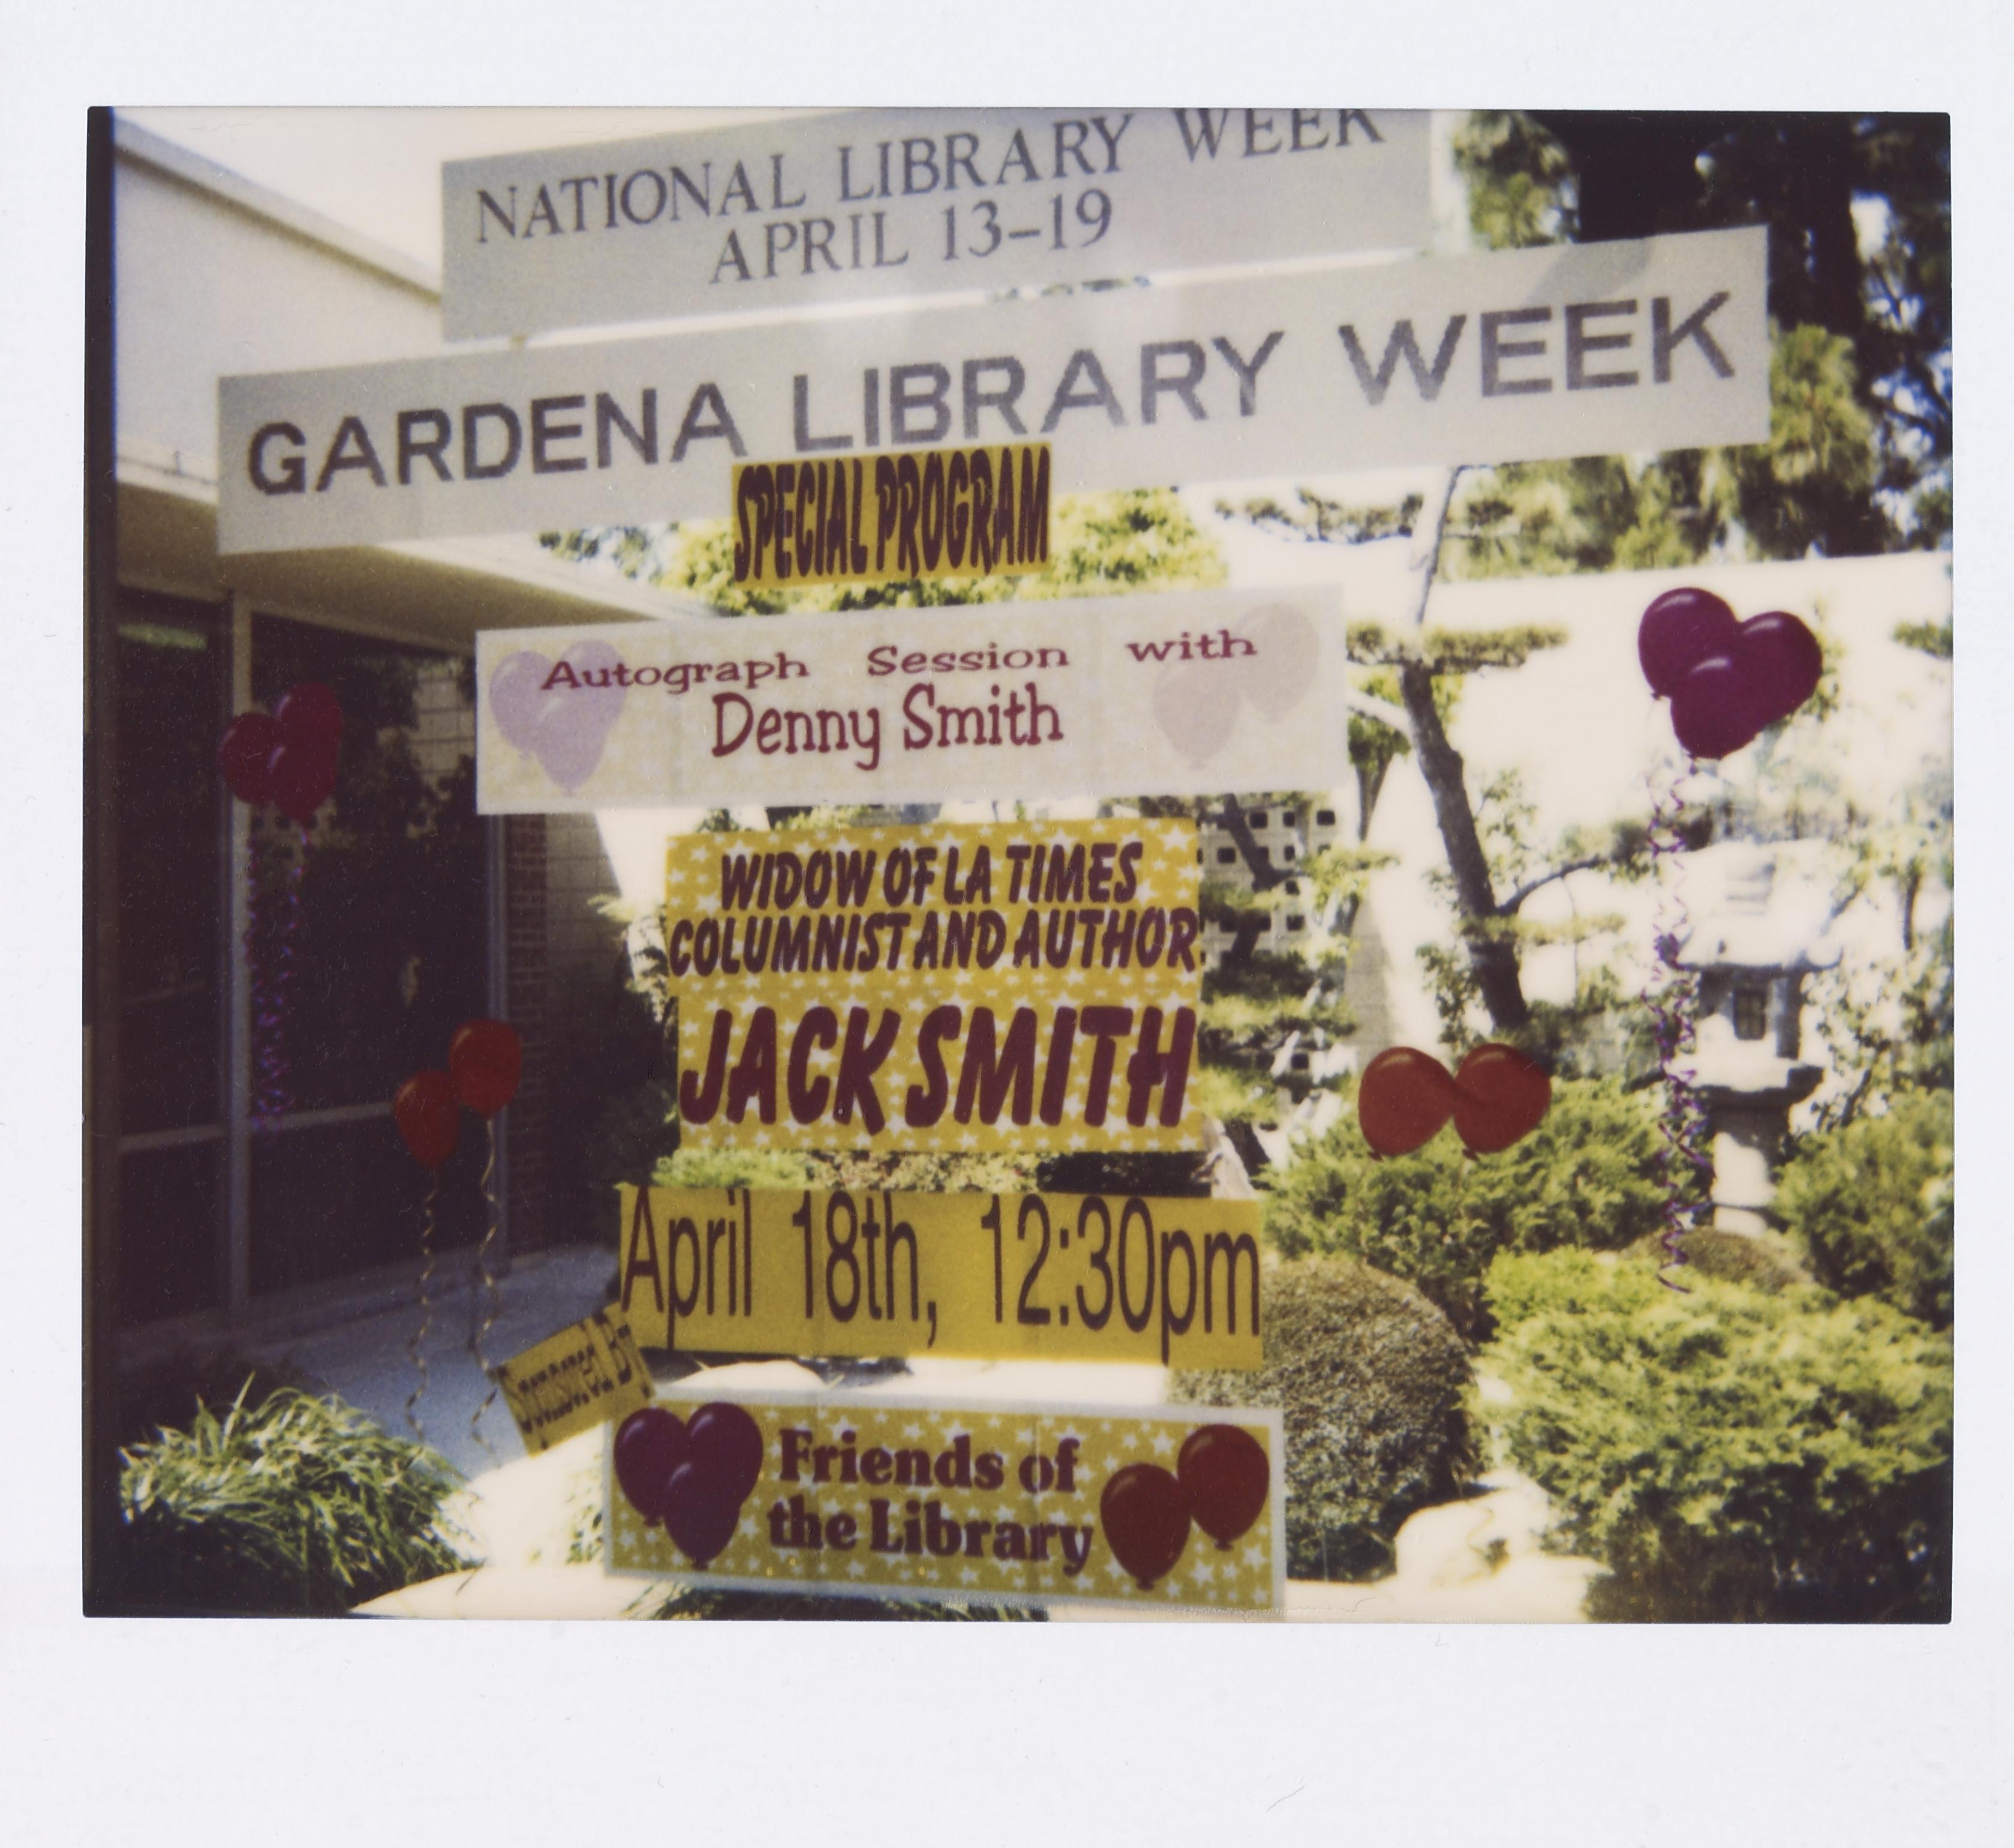 NATIONAL LIBRARY WEEK
APRIL 13-19
GARDENA LIBRARY WEEK
SPECIAL PROGRAM
Autograph Session with
Denny Smith
WIDOW OF LA TIMES
COLUMNIST AND AUTHOR:
JACK SMITH
April 18th, 12:30pm
Sponsored By
Friends of
the Library